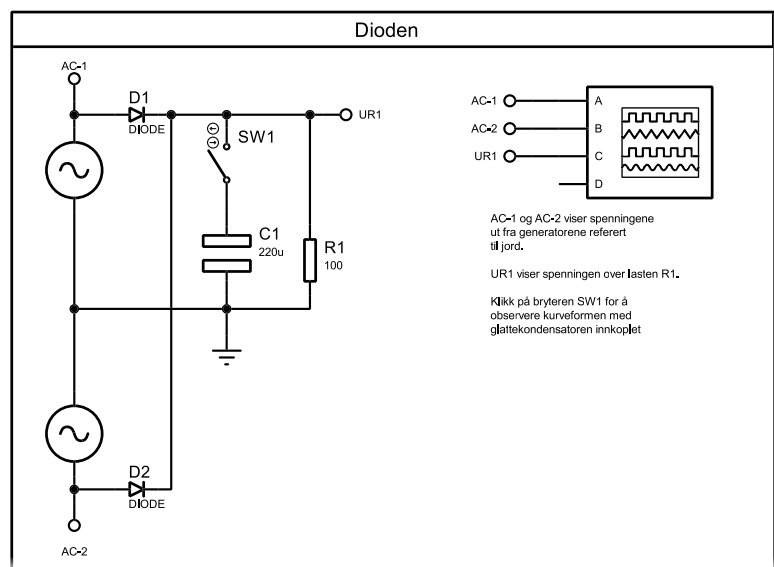 Dioden
AC-1
D1
DIODE
UR1
SW1
C1
220u
R1
100
D2
DIODE
AC-2
AC-1
AC-2
UR1
A
B
C
D
AC-1 og AC-2 viser spenningene
ut fra generatorene referert
til jord.
UR1 viser spenningen over lasten R1.
Klikk på bryteren SW1 for å
observere kurveformen med
glattekondensatoren innkoplet